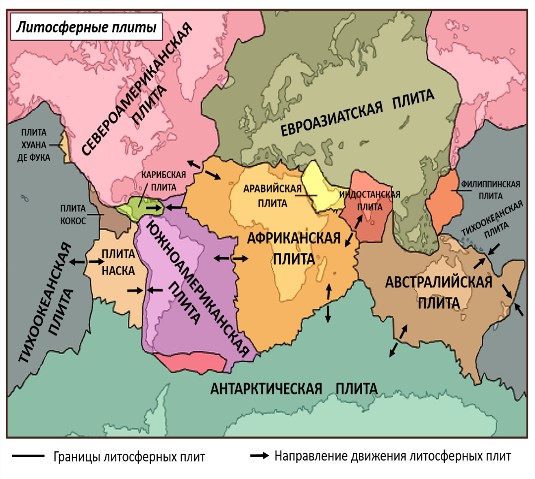 Литосферные плиты
СЕВЕРОАМЕРИКАНСКАЯ
ПЛИТА
ЕВРОАЗИАТСКАЯ ПЛИТА
ПЛИТА
ХУАНА
ДЕ ФУКА
КАРИБСКАЯ
ПЛИТА
АРАВИЙСКАЯ
ПЛИТА
ИНДОСТАНСКАЯ
ПЛИТА
ФИЛИППИНСКАЯ
ПЛИТА
ПЛИТА
КОКОС
ТИХООКЕАНСКАЯ
ПЛИТА
ТИХООКЕАНСКАЯ
ПЛИТА
ПЛИТА
НАСКА
ЮЖНОАМЕРИКАНСКАЯ
ПЛИТА
АФРИКАНСКАЯ
ПЛИТА
АВСТРАЛИЙСКАЯ
ПЛИТА
АНТАРКТИЧЕСКАЯ ПЛИТА
Границы литосферных плит
Направление движения литосферных плит